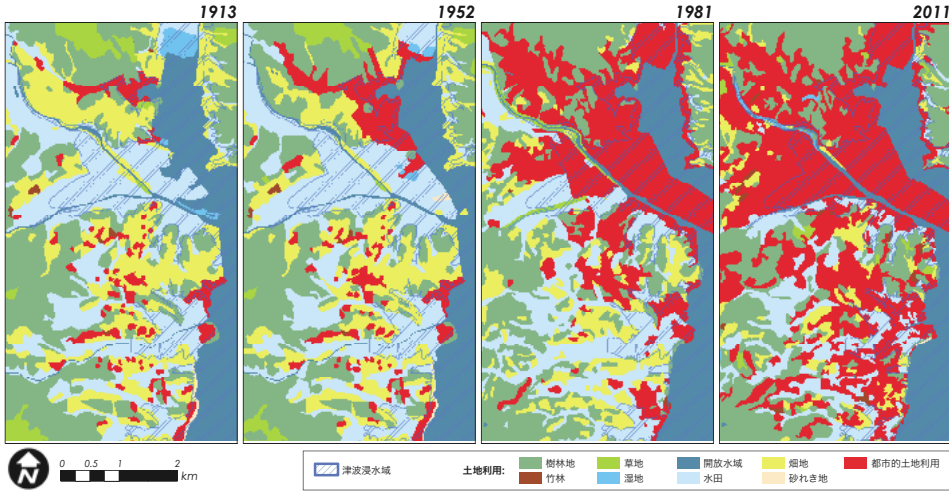 1913 1952 1981 2011
N
0 0.5 1 2
km
津波浸水域 土地利用: 樹林地 草地 開放水域 畑地 都市的土地利用
竹林 湿地 水田 砂れき地